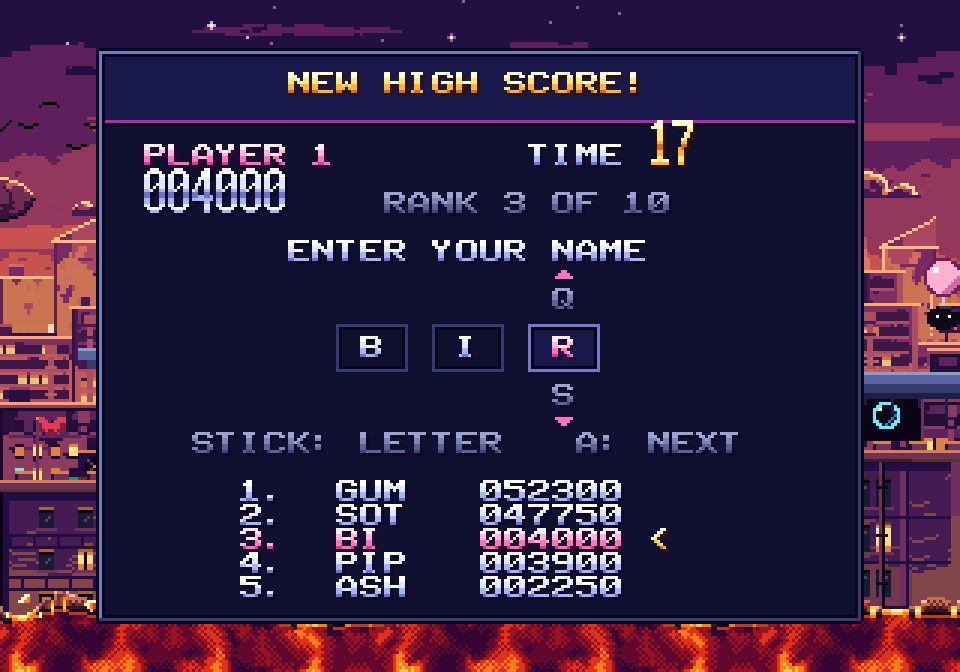 NEW HIGH SCORE!
PLAYER 1 TIME 17
004000 RANK 3 OF 10
ENTER YOUR NAME
Q
B I R
S
STICK: LETTER A: NEXT
1. GUM 052300
2. SOT 047750
3. BI 004000 <
4. PIP 003900
5. ASH 002250